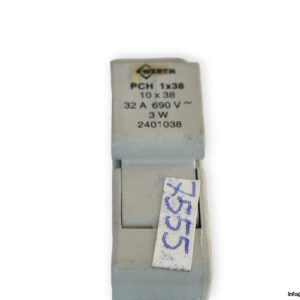 WEBER
PCH 1x38
10 x 38
32 A 690 V ~
3 W
2401038
7555